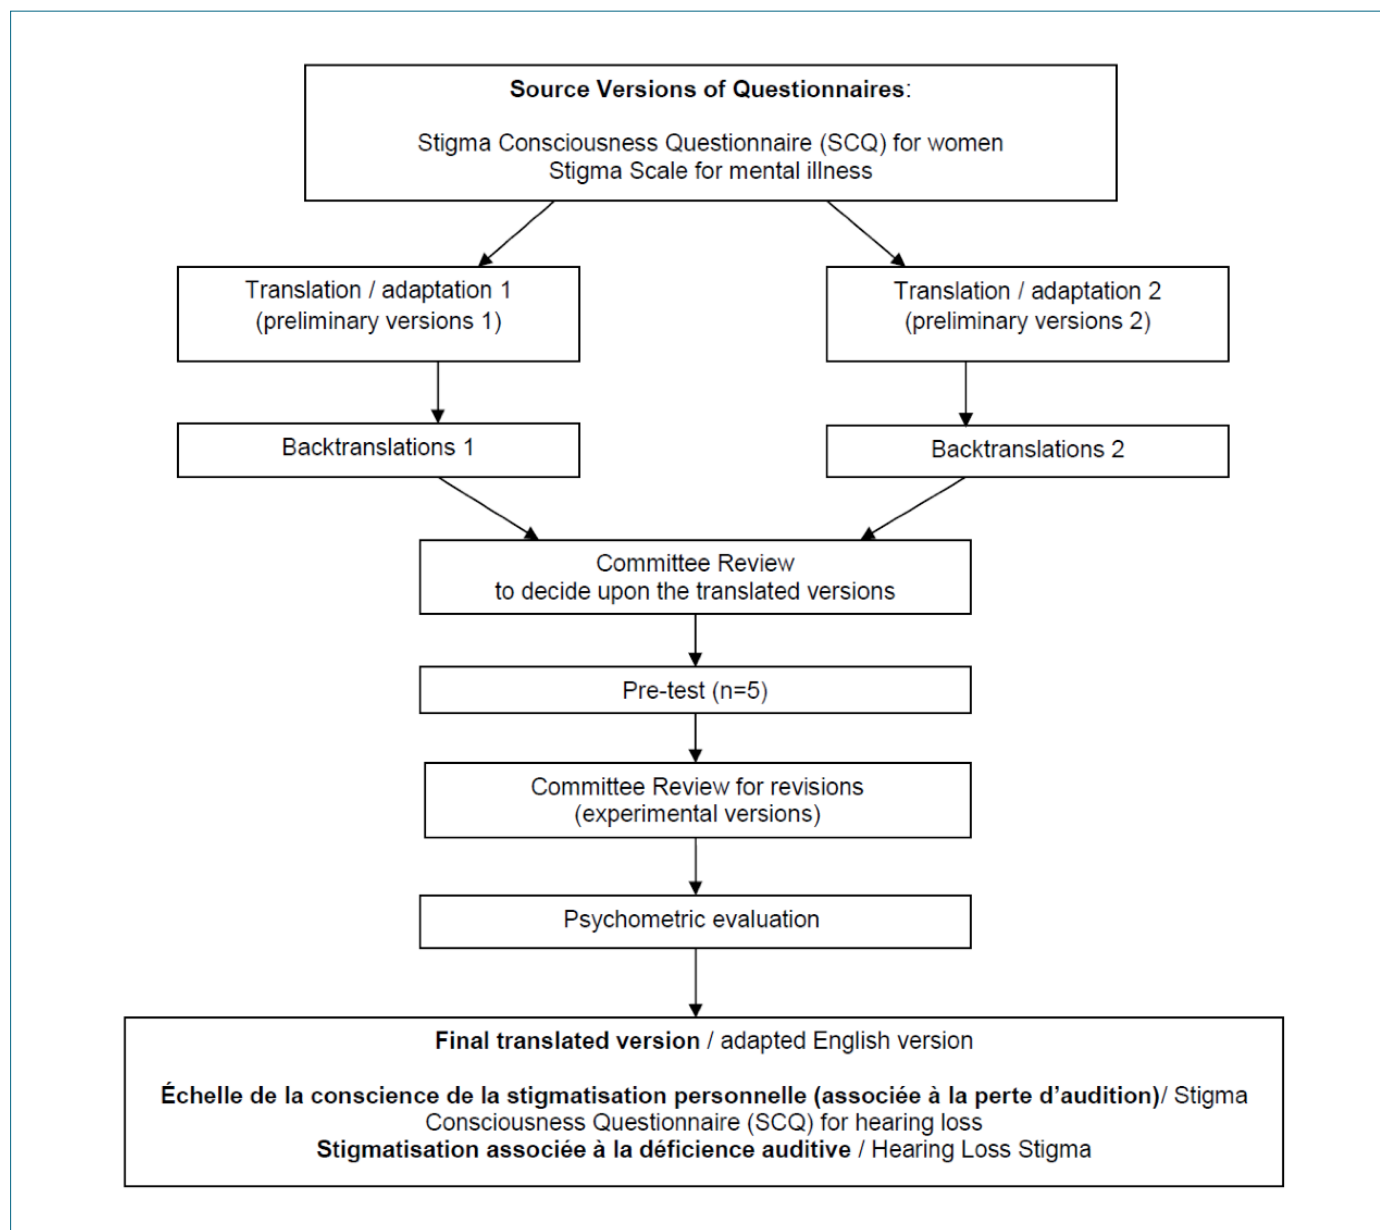 Source Versions of Questionnaires:
Stigma Consciousness Questionnaire (SCQ) for women
Stigma Scale for mental illness
Translation / adaptation 1
(preliminary versions 1)
Translation / adaptation 2
(preliminary versions 2)
Backtranslations 1
Backtranslations 2
Committee Review
to decide upon the translated versions
Pre-test (n=5)
Committee Review for revisions
(experimental versions)
Psychometric evaluation
Final translated version / adapted English version
Échelle de la conscience de la stigmatisation personnelle (associée à la perte d'audition)/ Stigma
Consciousness Questionnaire (SCQ) for hearing loss
Stigmatisation associée à la déficience auditive / Hearing Loss Stigma